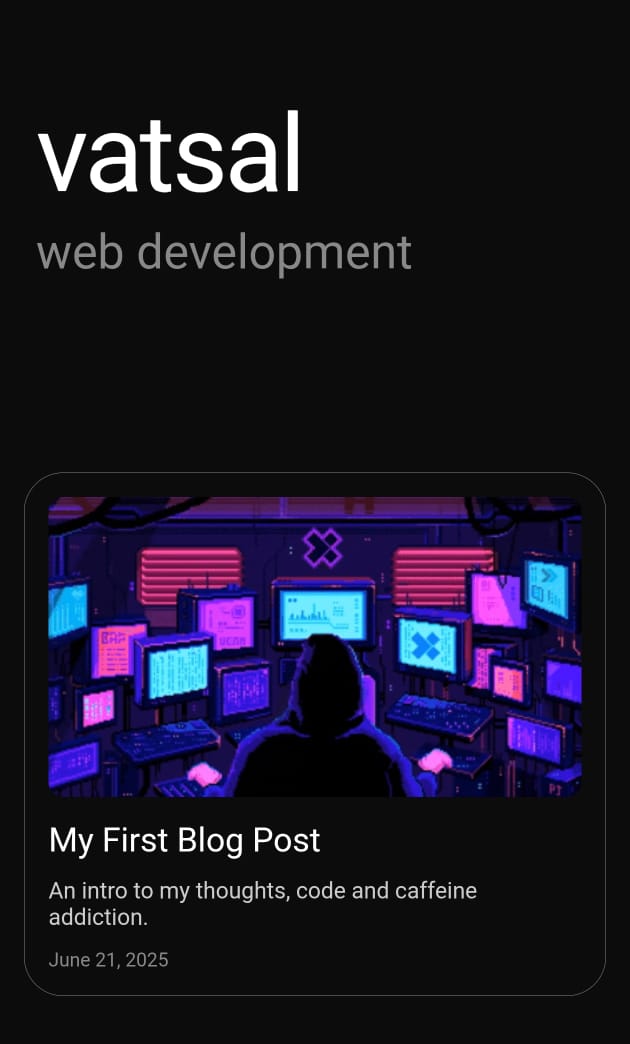 vatsal
web development
My First Blog Post
An intro to my thoughts, code and caffeine
addiction.
June 21, 2025